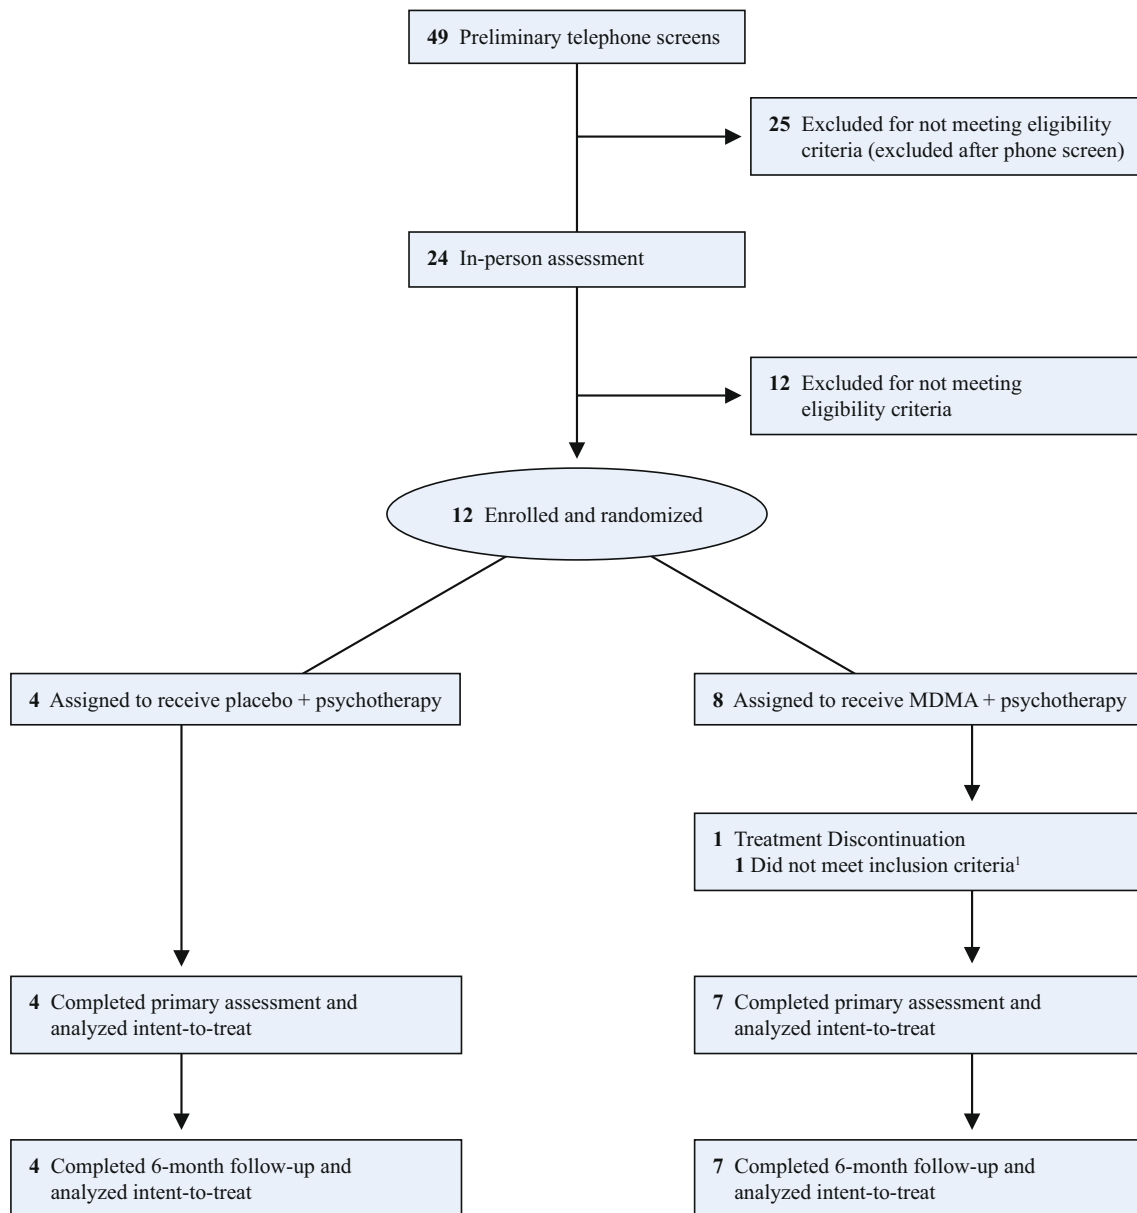 49 Preliminary telephone screens
25 Excluded for not meeting eligibility
criteria (excluded after phone screen)
24 In-person assessment
12 Excluded for not meeting
eligibility criteria
12 Enrolled and randomized
4 Assigned to receive placebo + psychotherapy
8 Assigned to receive MDMA + psychotherapy
1 Treatment Discontinuation
1 Did not meet inclusion criteria¹
4 Completed primary assessment and
analyzed intent-to-treat
7 Completed primary assessment and
analyzed intent-to-treat
4 Completed 6-month follow-up and
analyzed intent-to-treat
7 Completed 6-month follow-up and
analyzed intent-to-treat